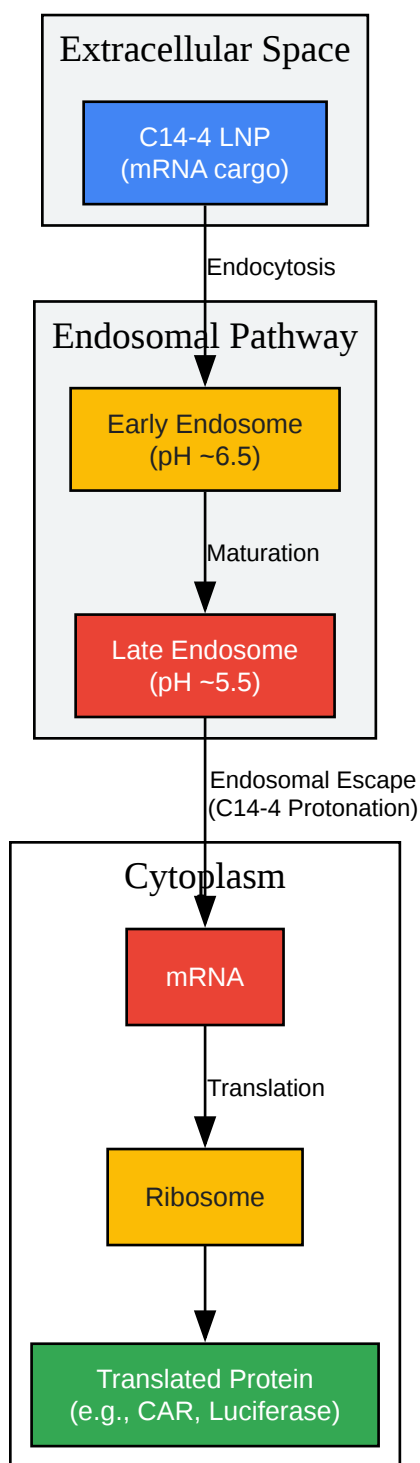 Extracellular Space
C14-4 LNP
(mRNA cargo)
Endocytosis
Endosomal Pathway
Early Endosome
(pH ~6.5)
Maturation
Late Endosome
(pH ~5.5)
Endosomal Escape
(C14-4 Protonation)
Cytoplasm
mRNA
Translation
Ribosome
Translated Protein
(e.g., CAR, Luciferase)